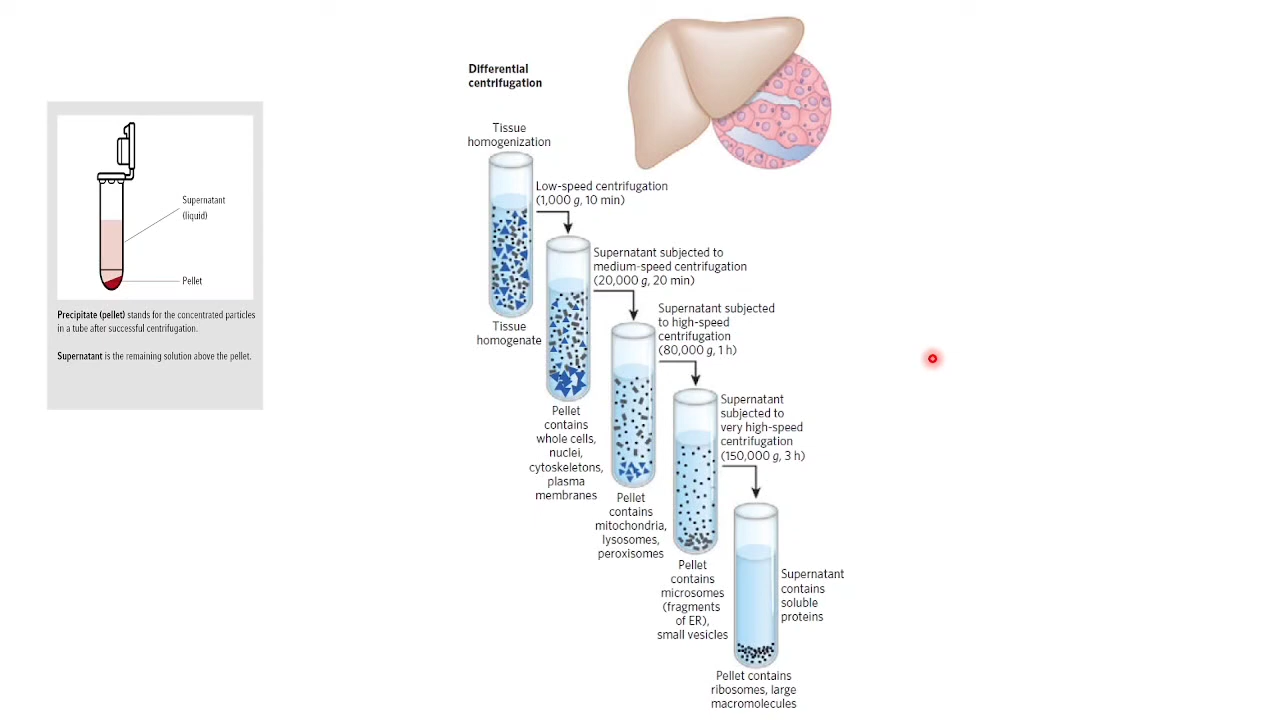 Differential
centrifugation
Tissue
homogenization
Low-speed centrifugation
(1,000 g, 10 min)
Supernatant
(liquid)
Pellet
Precipitate (pellet) stands for the concentrated particles
in a tube after successful centrifugation.
Supernatant is the remaining solution above the pellet.
Supernatant subjected to
medium-speed centrifugation
(20,000 g, 20 min)
Supernatant subjected
to high-speed
centrifugation
(80,000 g, 1 h)
Tissue
homogenate
Supernatant
subjected to
very high-speed
centrifugation
(150,000 g, 3 h)
Pellet
contains
whole cells,
nuclei,
cytoskeletons,
plasma
membranes
Pellet
contains
mitochondria,
lysosomes,
peroxisomes
Pellet
contains
microsomes
(fragments
of ER),
small vesicles
Supernatant
contains
soluble
proteins
Pellet contains
ribosomes, large
macromolecules